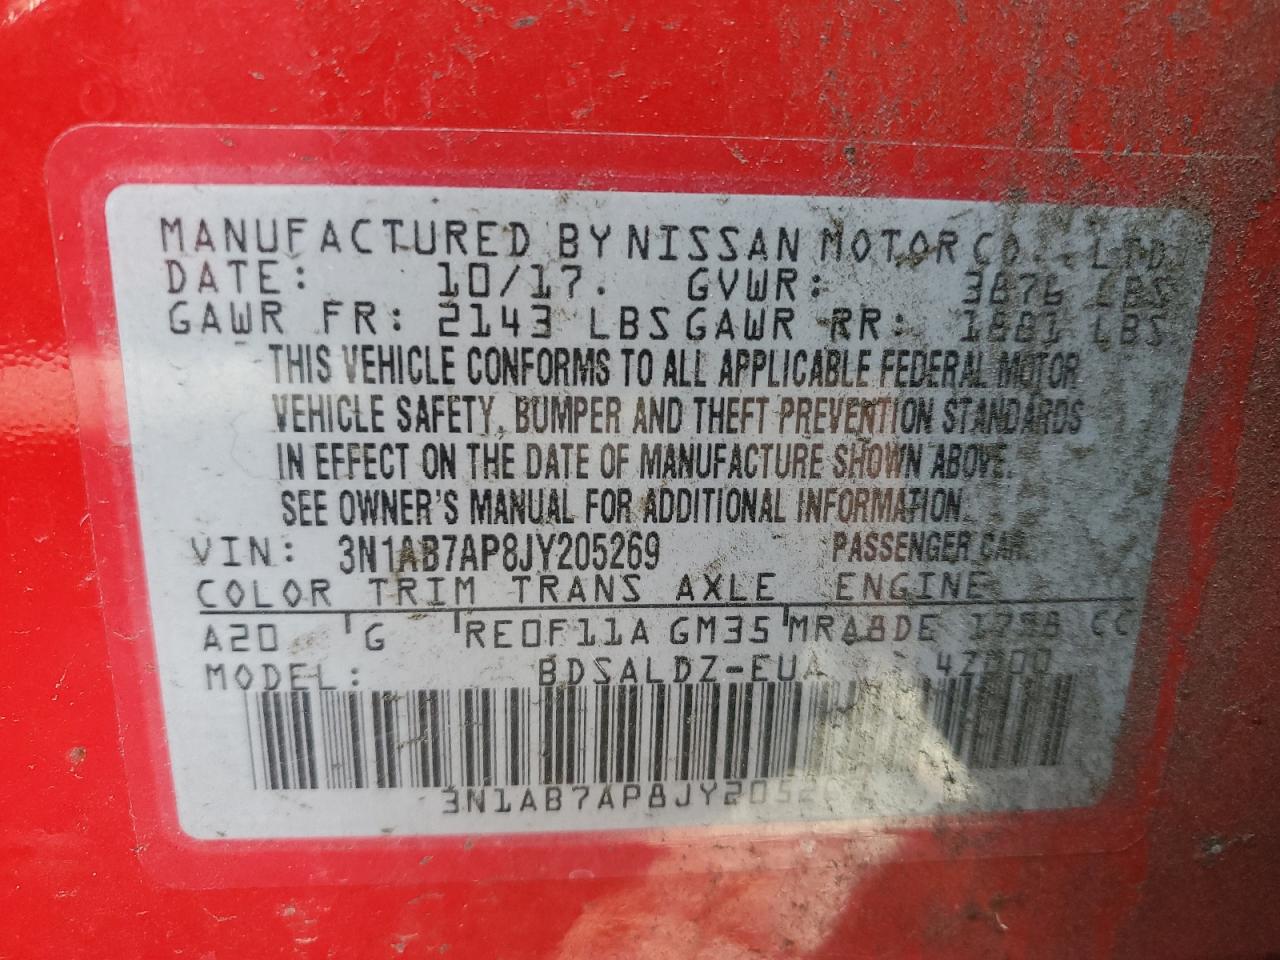 MANUFACTURED BY NISSAN MOTOR CO., LTD.
DATE: 10/17. GVWR: 3876 LBS
GAWR FR: 2143 LBS GAWR RR: 1881 LBS
THIS VEHICLE CONFORMS TO ALL APPLICABLE FEDERAL MOTOR
VEHICLE SAFETY, BUMPER AND THEFT PREVENTION STANDARDS
IN EFFECT ON THE DATE OF MANUFACTURE SHOWN ABOVE.
SEE OWNER'S MANUAL FOR ADDITIONAL INFORMATION.
VIN: 3N1AB7AP8JY205269 PASSENGER CAR
COLOR TRIM TRANS AXLE ENGINE
A20 G RE0F11A GM35 MRA8DE 1798 CC
MODEL: BDSALDZ-EUA